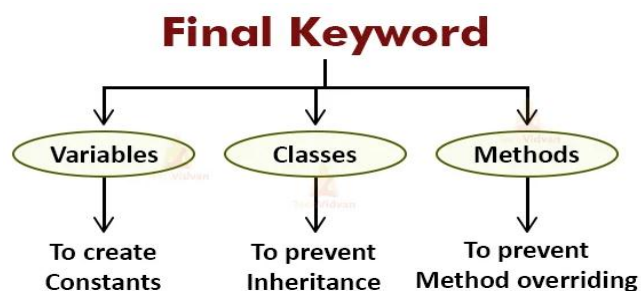 Final Keyword
Variables
Classes
Methods
To create
Constants
To prevent
Inheritance
To prevent
Method overriding